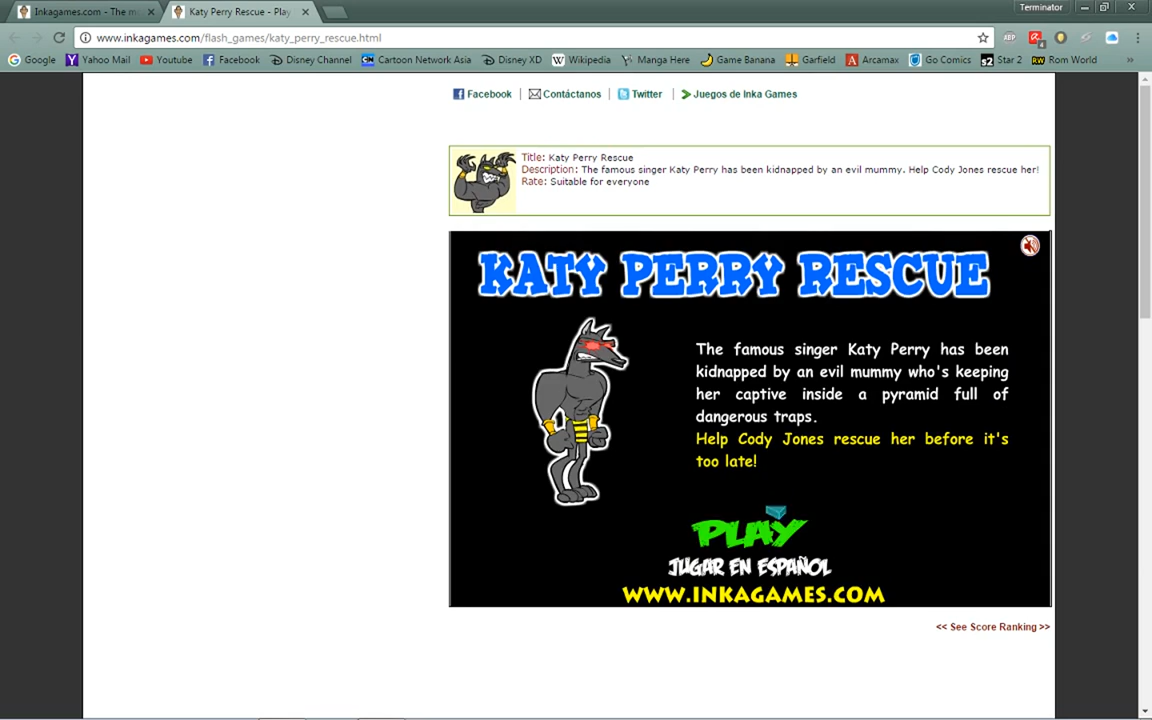 Terminator
Inkagames.com - The m
Katy Perry Rescue - Play
www.inkagames.com/flash_games/katy_perry_rescue.html
ABP
4
Google
Yahoo Mail
Youtube
Facebook
Disney Channel
Cartoon Network Asia
Disney XD
Wikipedia
Manga Here
Game Banana
Garfield
Arcamax
Go Comics
Star 2
Rom World
Facebook | Contáctanos | Twitter | Juegos de Inka Games
Title: Katy Perry Rescue
Description: The famous singer Katy Perry has been kidnapped by an evil mummy. Help Cody Jones rescue her!
Rate: Suitable for everyone
KATY PERRY RESCUE
The famous singer Katy Perry has been
kidnapped by an evil mummy who's keeping
her captive inside a pyramid full of
dangerous traps.
Help Cody Jones rescue her before it's
too late!
PLAY
JUGAR EN ESPAÑOL
WWW.INKAGAMES.COM
<< See Score Ranking >>